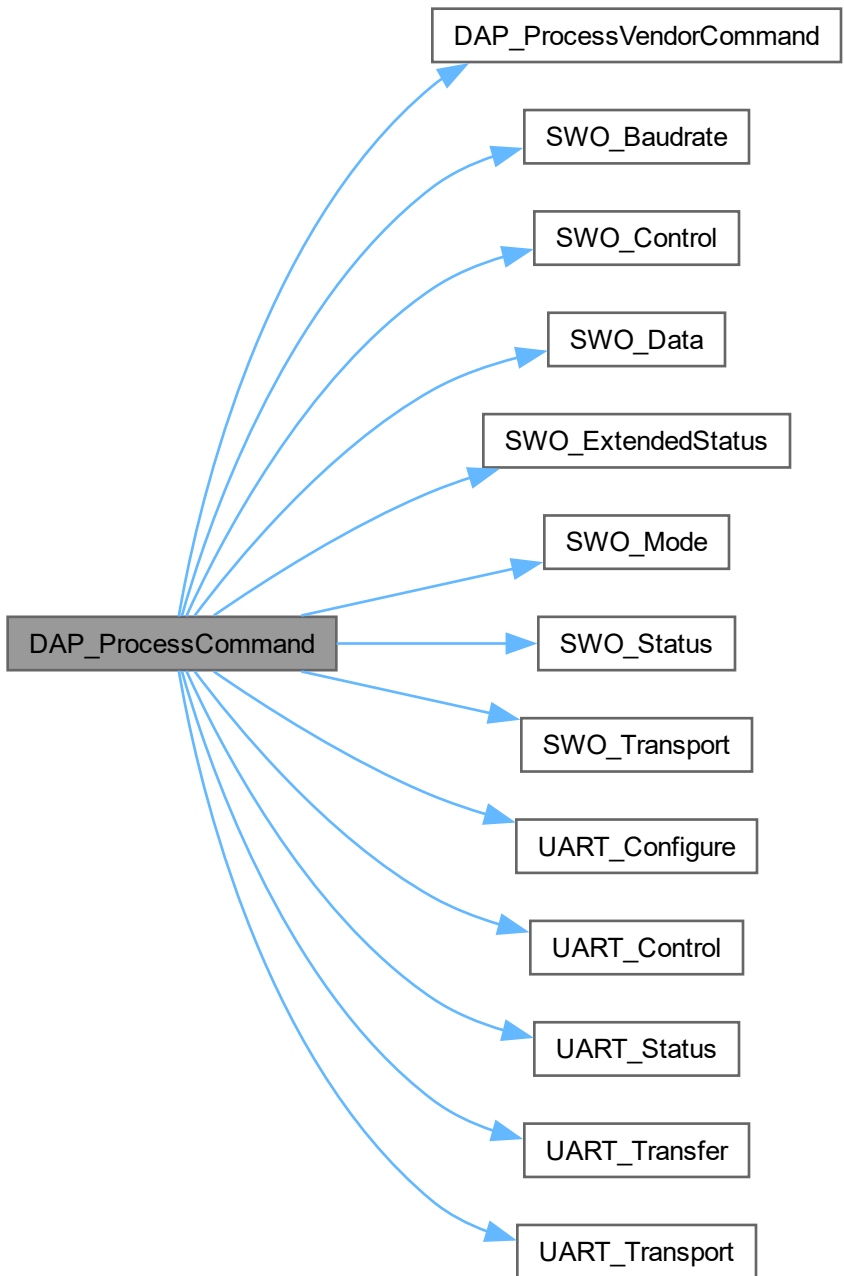 DAP_ProcessVendorCommand
SWO_Baudrate
SWO_Control
SWO_Data
SWO_ExtendedStatus
SWO_Mode
DAP_ProcessCommand
SWO_Status
SWO_Transport
UART_Configure
UART_Control
UART_Status
UART_Transfer
UART_Transport